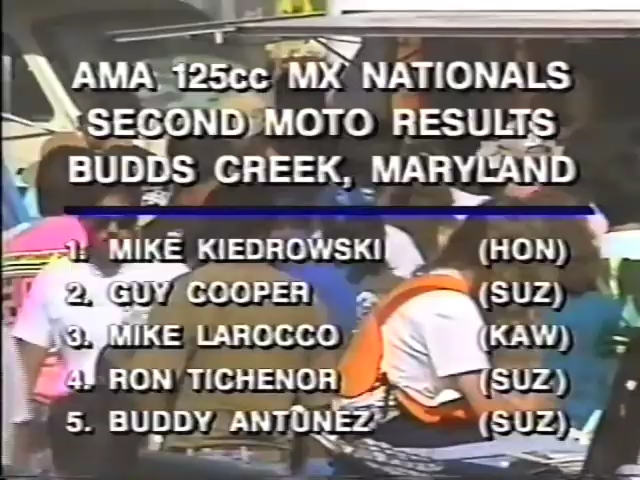 AMA 125cc MX NATIONALS
SECOND MOTO RESULTS
BUDDS CREEK, MARYLAND
1. MIKE KIEDROWSKI (HON)
2. GUY COOPER (SUZ)
3. MIKE LAROCCO (KAW)
4. RON TICHENOR (SUZ)
5. BUDDY ANTUNEZ (SUZ)